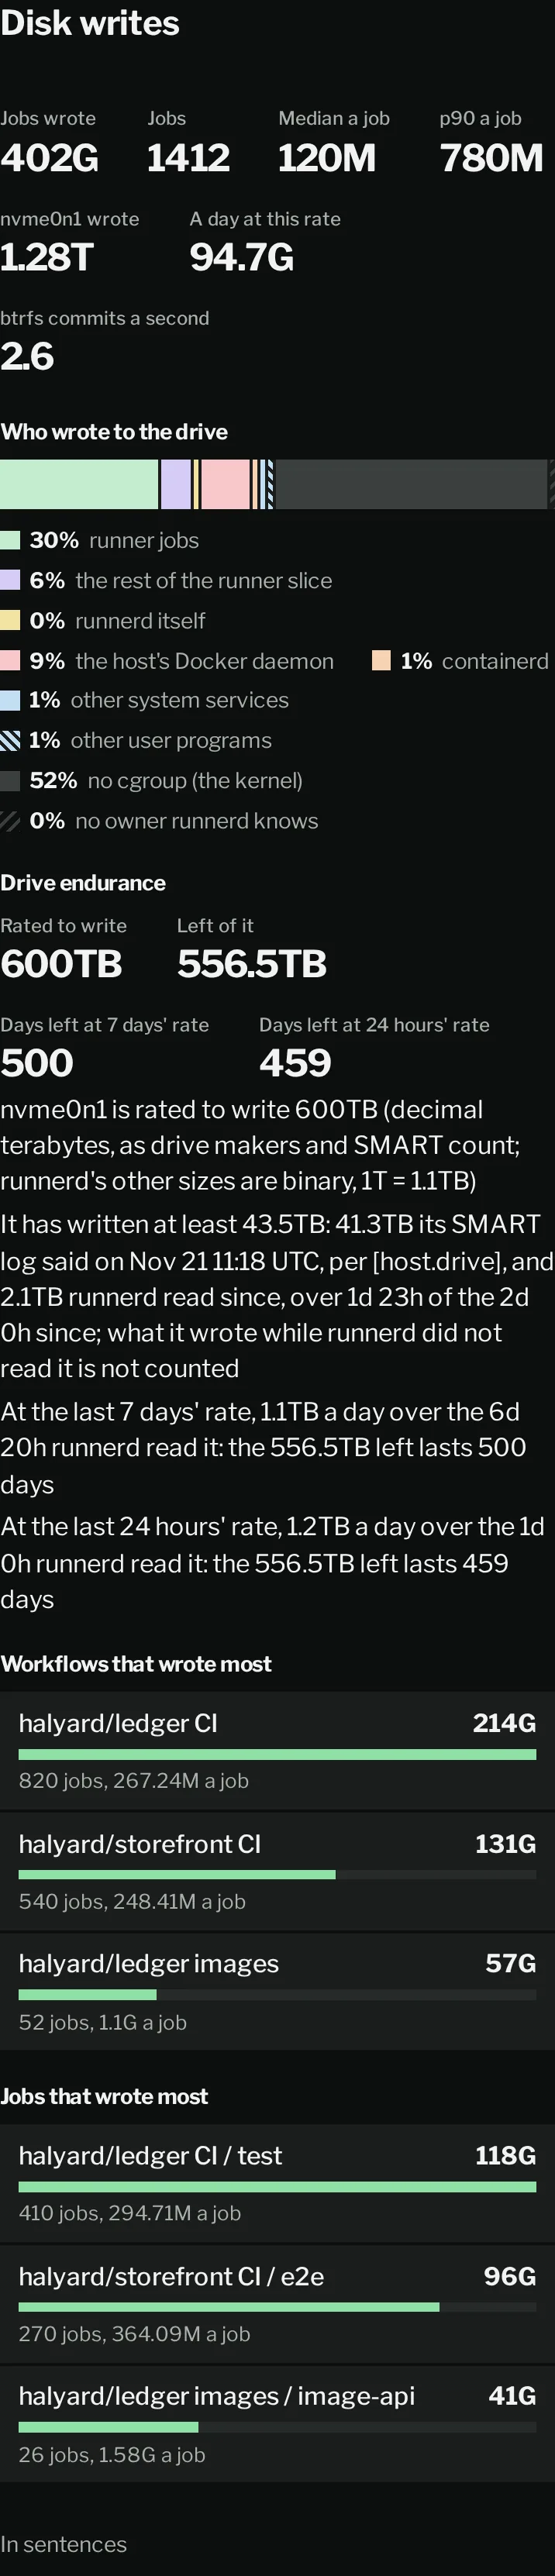 Disk writes
Jobs wrote Jobs Median a job p90 a job
402G 1412 120M 780M
nvme0n1 wrote A day at this rate
1.28T 94.7G
btrfs commits a second
2.6
Who wrote to the drive
30% runner jobs
6% the rest of the runner slice
0% runnerd itself
9% the host's Docker daemon 1% containerd
1% other system services
1% other user programs
52% no cgroup (the kernel)
0% no owner runnerd knows
Drive endurance
Rated to write Left of it
600TB 556.5TB
Days left at 7 days' rate Days left at 24 hours' rate
500 459
nvme0n1 is rated to write 600TB (decimal
terabytes, as drive makers and SMART count;
runnerd's other sizes are binary, 1T = 1.1TB)
It has written at least 43.5TB: 41.3TB its SMART
log said on Nov 21 11:18 UTC, per [host.drive], and
2.1TB runnerd read since, over 1d 23h of the 2d
0h since; what it wrote while runnerd did not
read it is not counted
At the last 7 days' rate, 1.1TB a day over the 6d
20h runnerd read it: the 556.5TB left lasts 500
days
At the last 24 hours' rate, 1.2TB a day over the 1d
0h runnerd read it: the 556.5TB left lasts 459
days
Workflows that wrote most
halyard/ledger CI 214G
820 jobs, 267.24M a job
halyard/storefront CI 131G
540 jobs, 248.41M a job
halyard/ledger images 57G
52 jobs, 1.1G a job
Jobs that wrote most
halyard/ledger CI / test 118G
410 jobs, 294.71M a job
halyard/storefront CI / e2e 96G
270 jobs, 364.09M a job
halyard/ledger images / image-api 41G
26 jobs, 1.58G a job
In sentences